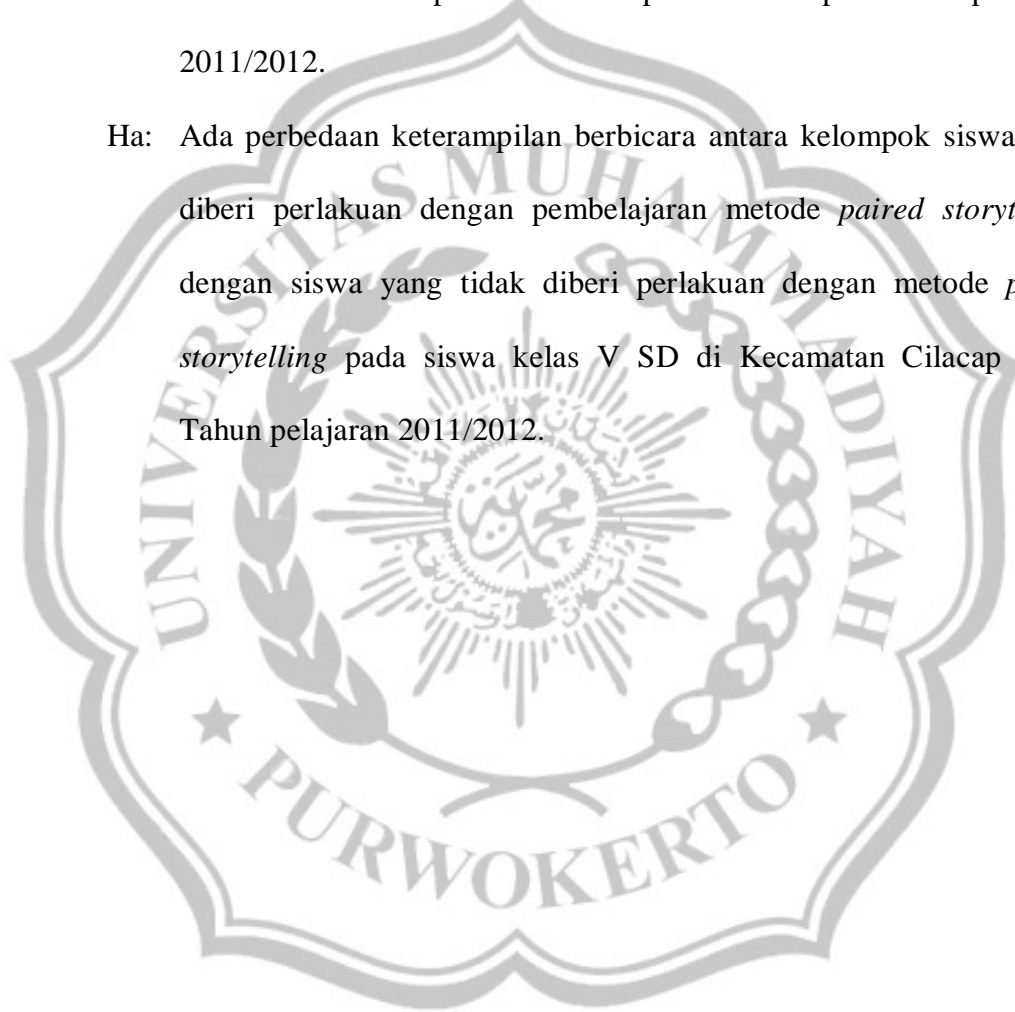 2011/2012.
Ha: Ada perbedaan keterampilan berbicara antara kelompok siswa
diberi perlakuan dengan pembelajaran metode paired
dengan siswa yang tidak diberi perlakuan dengan metode
storytelling pada siswa kelas V SD di Kecamatan Cilacap
Tahun pelajaran 2011/2012.
UNIVERSITAS MUHAMMADIYAH
PURWOKERTO